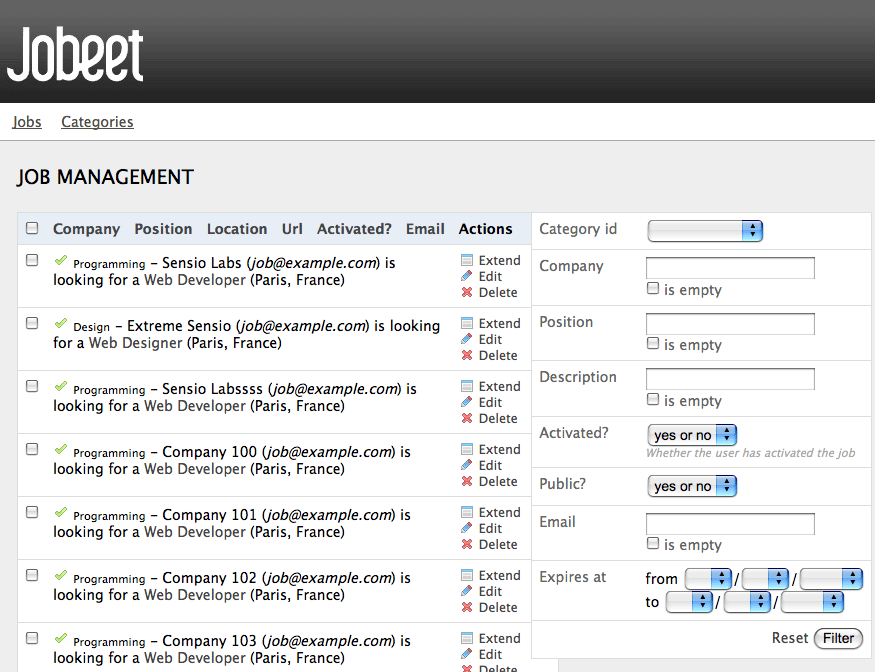 Jobeet
Jobs Categories
JOB MANAGEMENT
Company Position Location Url Activated? Email Actions
Programming – Sensio Labs (job@example.com) is
looking for a Web Developer (Paris, France)
Extend
Edit
Delete
Design – Extreme Sensio (job@example.com) is looking
for a Web Designer (Paris, France)
Extend
Edit
Delete
Programming – Sensio Labssss (job@example.com) is
looking for a Web Developer (Paris, France)
Extend
Edit
Delete
Programming – Company 100 (job@example.com) is
looking for a Web Developer (Paris, France)
Extend
Edit
Delete
Programming – Company 101 (job@example.com) is
looking for a Web Developer (Paris, France)
Extend
Edit
Delete
Programming – Company 102 (job@example.com) is
looking for a Web Developer (Paris, France)
Extend
Edit
Delete
Programming – Company 103 (job@example.com) is
looking for a Web Developer (Paris, France)
Extend
Edit
Delete
Category id
Company
is empty
Position
is empty
Description
is empty
Activated? yes or no
Whether the user has activated the job
Public? yes or no
Email
is empty
Expires at from / /
to / /
Reset Filter